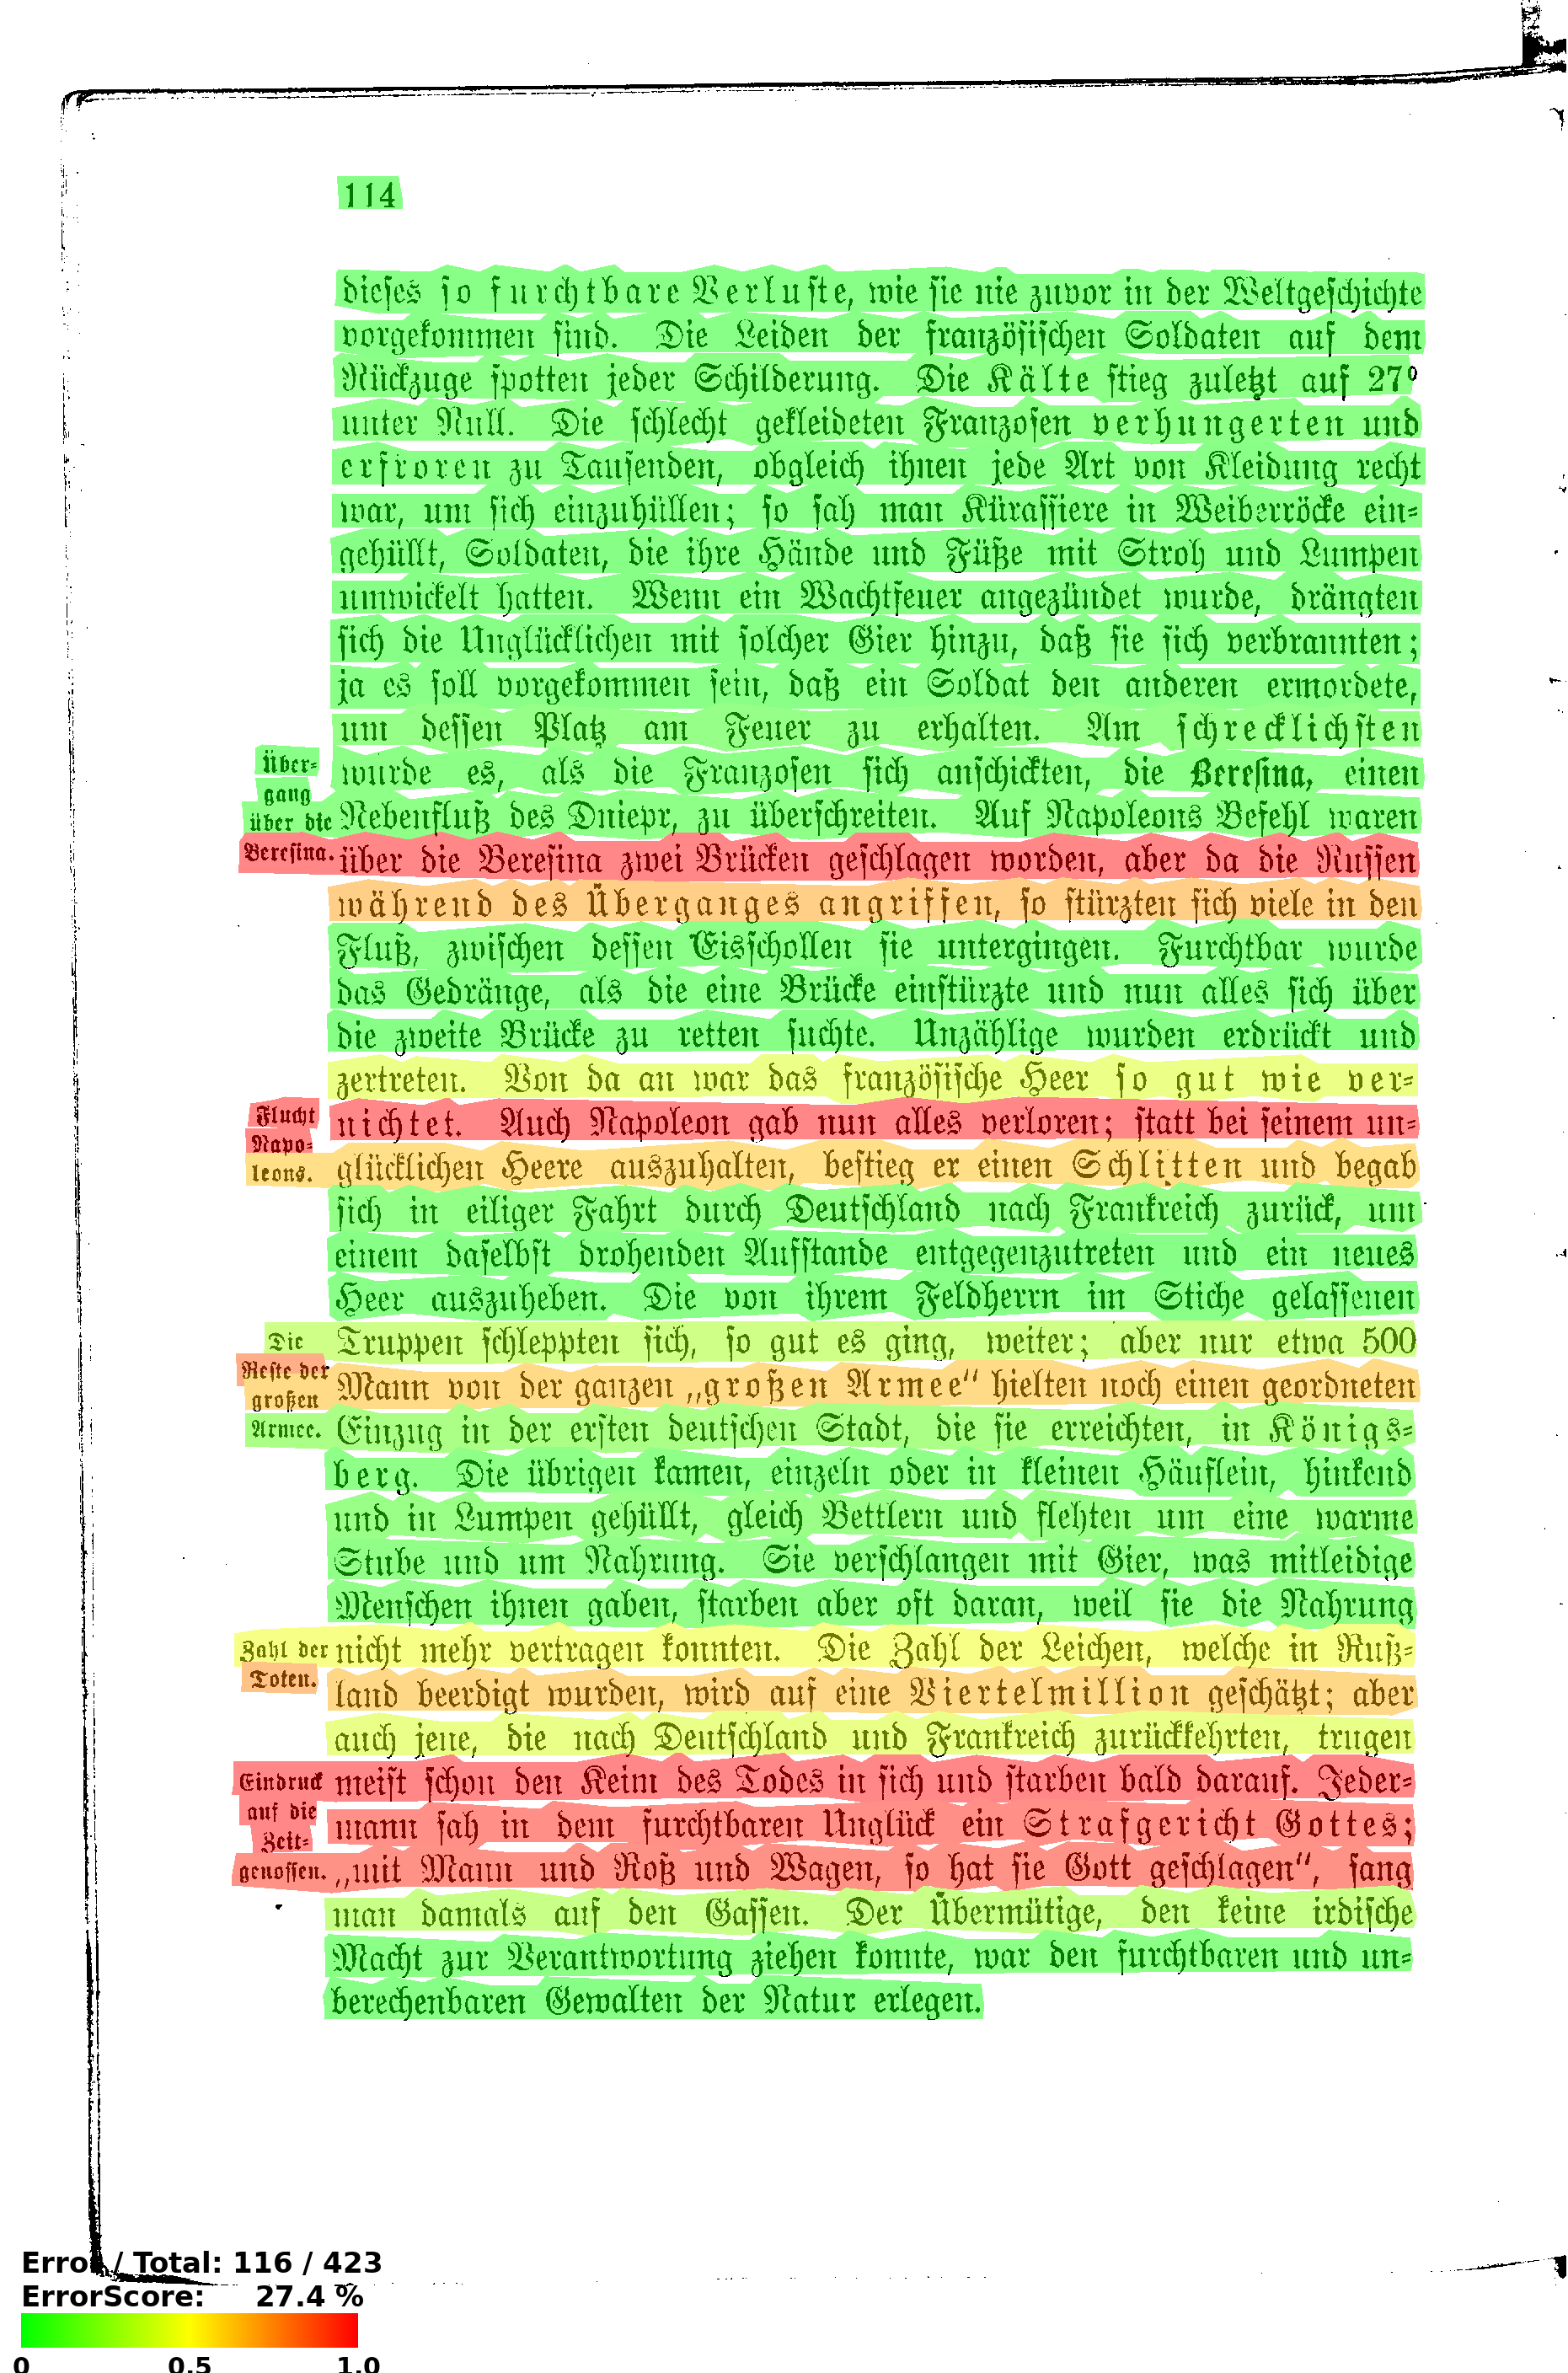 114
dieses so furchtbare Verluste, wie sie nie zuvor in der Weltgeschichte
vorgekommen sind. Die Leiden der französischen Soldaten auf dem
Rückzuge spotten jeder Schilderung. Die Kälte stieg zuletzt auf 27°
unter Null. Die schlecht gekleideten Franzosen verhungerten und
erfroren zu Tausenden, obgleich ihnen jede Art von Kleidung recht
war, um sich einzuhüllen; so sah man Kürassiere in Weiberröcke ein-
gehüllt, Soldaten, die ihre Hände und Füße mit Stroh und Lumpen
umwickelt hatten. Wenn ein Wachtfeuer angezündet wurde, drängten
sich die Unglücklichen mit solcher Gier hinzu, daß sie sich verbrannten;
ja es soll vorgekommen sein, daß ein Soldat den anderen ermordete,
um dessen Platz am Feuer zu erhalten. Am schrecklichsten
Über-
gang
über die
Beresina.
wurde es, als die Franzosen sich anschickten, die Beresina, einen
Nebenfluß des Dniepr, zu überschreiten. Auf Napoleons Befehl waren
über die Beresina zwei Brücken geschlagen worden, aber da die Russen
während des Überganges angriffen, so stürzten sich viele in den
Fluß, zwischen dessen Eisschollen sie untergingen. Furchtbar wurde
das Gedränge, als die eine Brücke einstürzte und nun alles sich über
die zweite Brücke zu retten suchte. Unzählige wurden erdrückt und
zertreten. Von da an war das französische Heer so gut wie ver-
Flucht
Napo-
leons.
nichtet. Auch Napoleon gab nun alles verloren; statt bei seinem un-
glücklichen Heere auszuhalten, bestieg er einen Schlitten und begab
sich in eiliger Fahrt durch Deutschland nach Frankreich zurück, um
einem daselbst drohenden Aufstande entgegenzutreten und ein neues
Heer auszuheben. Die von ihrem Feldherrn im Stiche gelassenen
Die
Reste der
großen
Armee.
Truppen schleppten sich, so gut es ging, weiter; aber nur etwa 500
Mann von der ganzen „großen Armee“ hielten noch einen geordneten
Einzug in der ersten deutschen Stadt, die sie erreichten, in Königs-
berg. Die übrigen kamen, einzeln oder in kleinen Häuflein, hinkend
und in Lumpen gehüllt, gleich Bettlern und flehten um eine warme
Stube und um Nahrung. Sie verschlangen mit Gier, was mitleidige
Menschen ihnen gaben, starben aber oft daran, weil sie die Nahrung
Zahl der
Toten.
nicht mehr vertragen konnten. Die Zahl der Leichen, welche in Ruß-
land beerdigt wurden, wird auf eine Viertelmillion geschätzt; aber
auch jene, die nach Deutschland und Frankreich zurückkehrten, trugen
Eindruck
auf die
Zeit-
genossen.
meist schon den Keim des Todes in sich und starben bald darauf. Jeder-
mann sah in dem furchtbaren Unglück ein Strafgericht Gottes;
„mit Mann und Roß und Wagen, so hat sie Gott geschlagen“, sang
man damals auf den Gassen. Der Übermütige, den keine irdische
Macht zur Verantwortung ziehen konnte, war den furchtbaren und un-
berechenbaren Gewalten der Natur erlegen.
Error / Total: 116 / 423
ErrorScore: 27.4 %
0 0.5 1.0